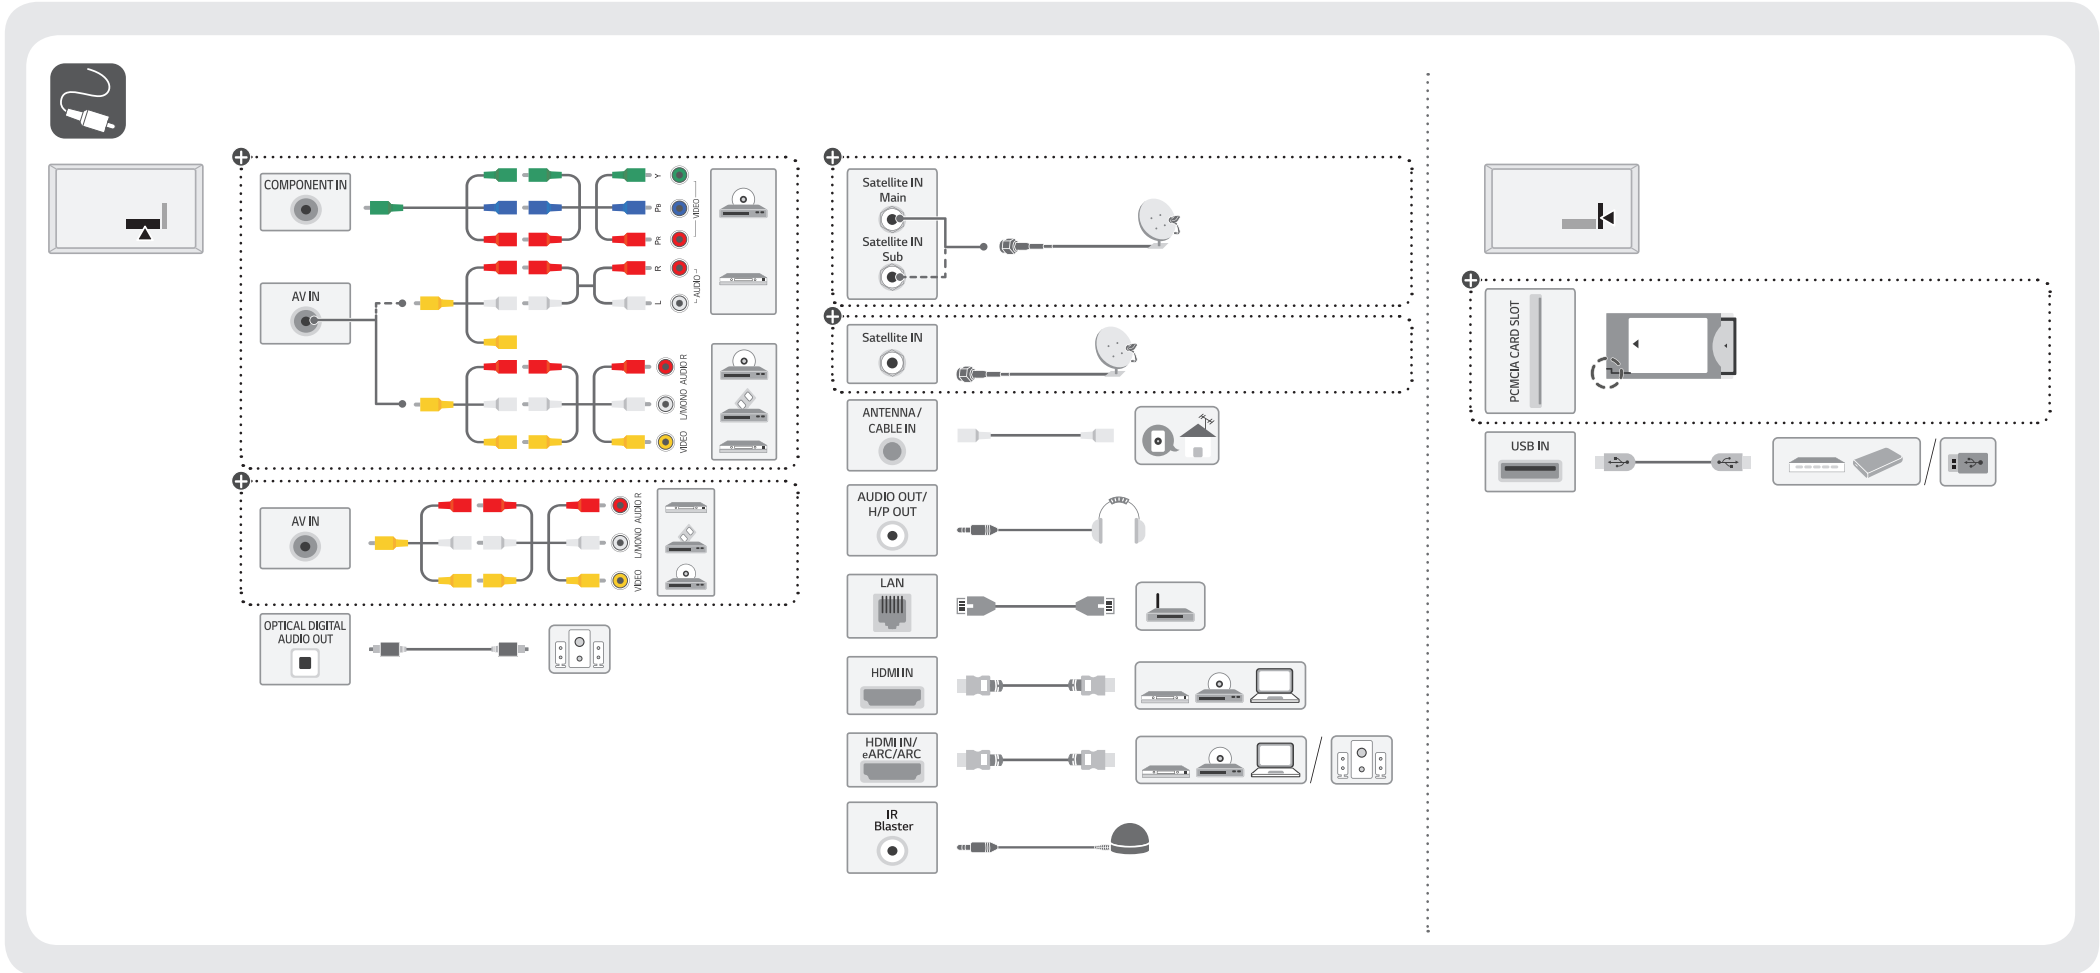 COMPONENT IN
Y
PB
PR
VIDEO
R
L
AUDIO
AV IN
AUDIO R
L/MONO
VIDEO
AV IN
AUDIO R
L/MONO
VIDEO
OPTICAL DIGITAL
AUDIO OUT
Satellite IN
Main
Satellite IN
Sub
Satellite IN
ANTENNA /
CABLE IN
AUDIO OUT/
H/P OUT
LAN
HDMI IN
HDMI IN/
eARC/ARC
IR
Blaster
/
PCMCIA CARD SLOT
USB IN
/